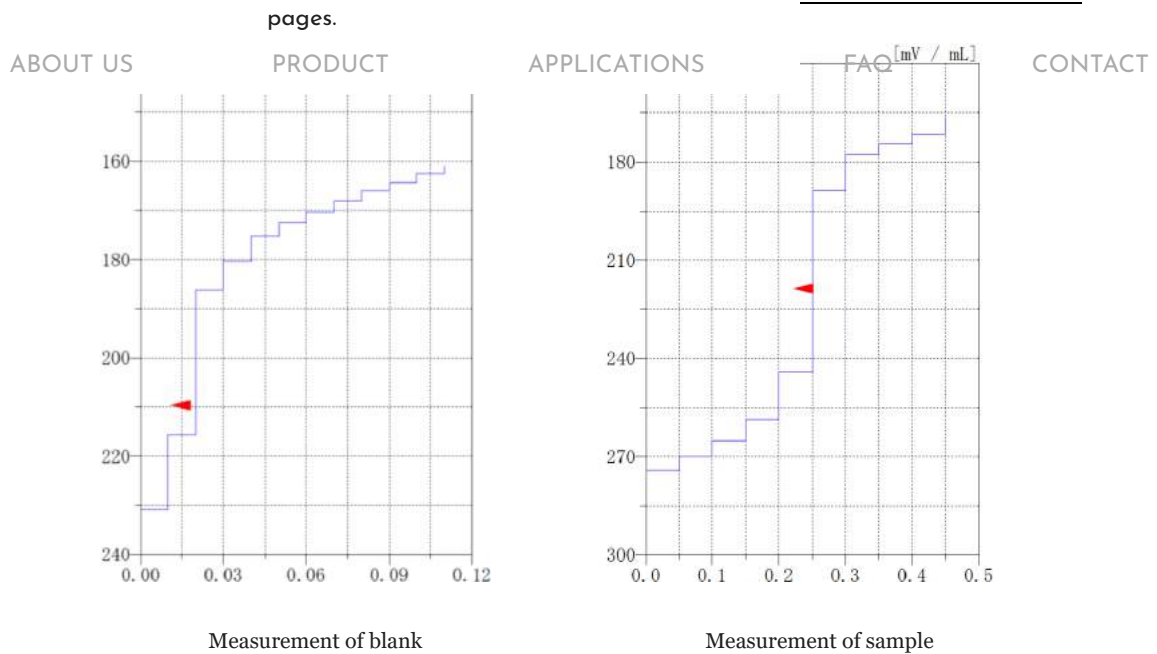 pages.
ABOUT US PRODUCT APPLICATIONS FAQ CONTACT
[mV / mL]
160
180
200
220
240
0.00 0.03 0.06 0.09 0.12
180
210
240
270
300
0.0 0.1 0.2 0.3 0.4 0.5
Measurement of blank
Measurement of sample